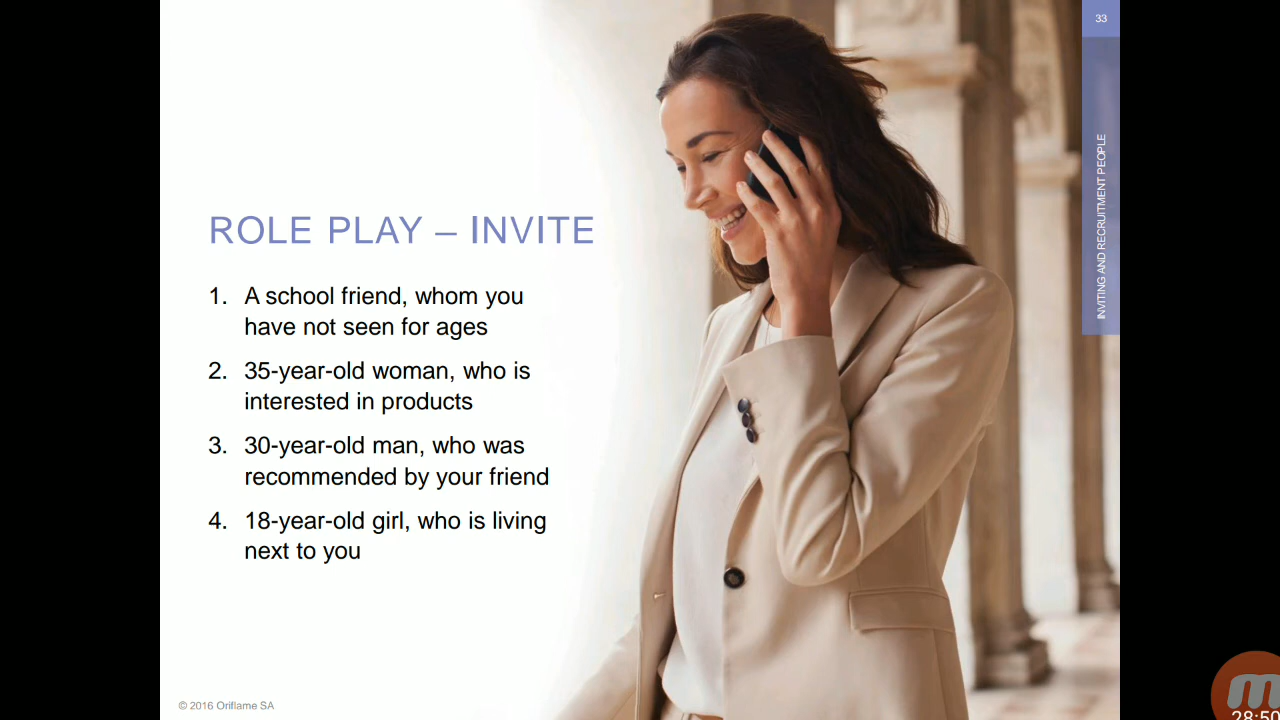 33
INVITING AND RECRUITMENT PEOPLE
ROLE PLAY – INVITE
1. A school friend, whom you
have not seen for ages
2. 35-year-old woman, who is
interested in products
3. 30-year-old man, who was
recommended by your friend
4. 18-year-old girl, who is living
next to you
© 2016 Oriflame SA
m
28:50